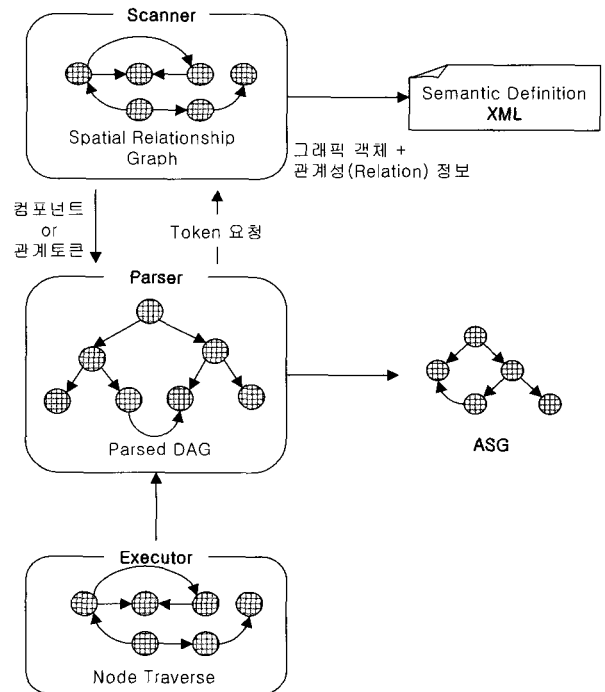 Scanner
Spatial Relationship
Graph
Semantic Definition
XML
그래픽 객체 +
관계성(Relation) 정보
컴포넌트
or
관계토큰
Token 요청
Parser
Parsed DAG
ASG
Executor
Node Traverse